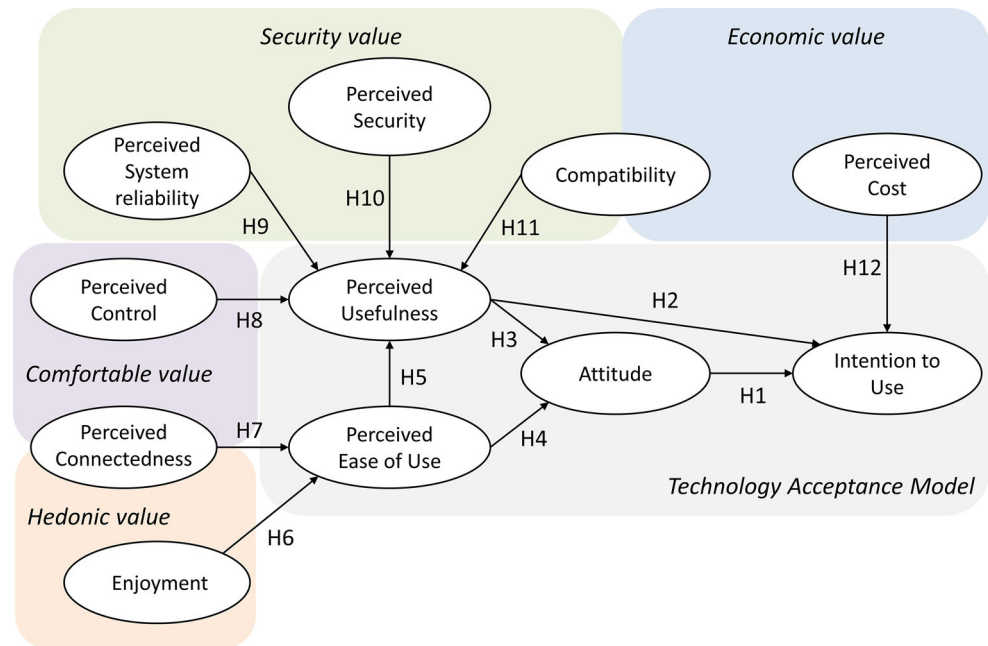 Security value
Economic value
Perceived
Security
Perceived
System
reliability
Compatibility
Perceived
Cost
H10
H9
H11
H12
Perceived
Control
Perceived
Usefulness
H2
H8
H3
Comfortable value
H5
Attitude
Intention to
Use
H1
Perceived
Connectedness
H7
Perceived
Ease of Use
H4
Technology Acceptance Model
Hedonic value
H6
Enjoyment